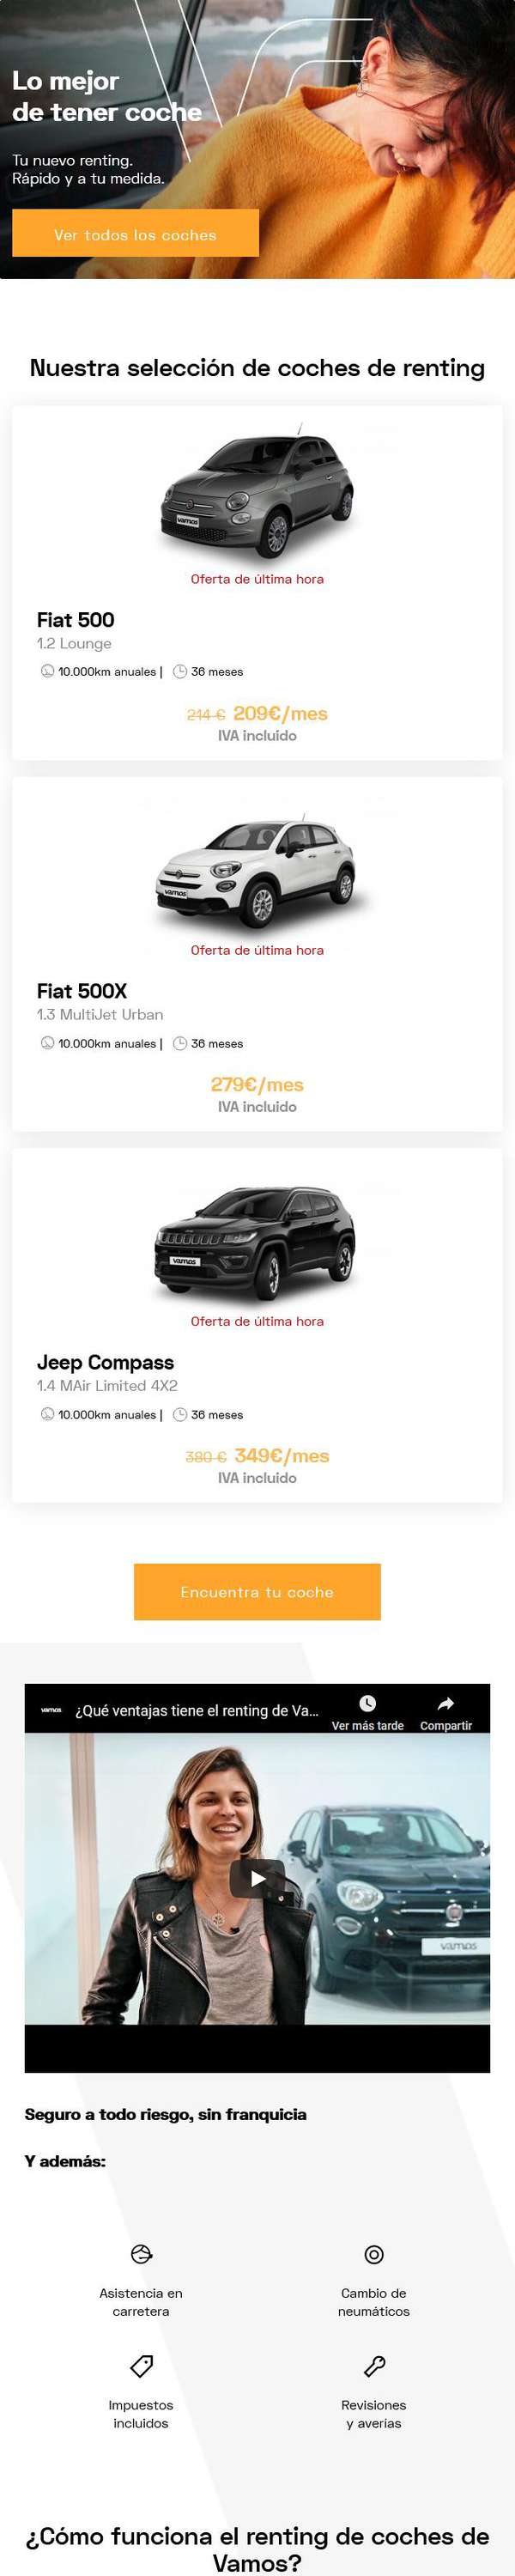 Lo mejor
de tener coche
Tu nuevo renting.
Rápido y a tu medida.
Ver todos los coches
Nuestra selección de coches de renting
vamos
Oferta de última hora
Fiat 500
1.2 Lounge
10.000km anuales | 36 meses
214 € 209€/mes
IVA incluido
vamos
Oferta de última hora
Fiat 500X
1.3 MultiJet Urban
10.000km anuales | 36 meses
279€/mes
IVA incluido
vamos
Oferta de última hora
Jeep Compass
1.4 MAir Limited 4X2
10.000km anuales | 36 meses
380 € 349€/mes
IVA incluido
Encuentra tu coche
vamos ¿Qué ventajas tiene el renting de Va...
Ver más tarde Compartir
vamos
Seguro a todo riesgo, sin franquicia
Y además:
Asistencia en
carretera
Cambio de
neumáticos
Impuestos
incluidos
Revisiones
y averías
¿Cómo funciona el renting de coches de
Vamos?